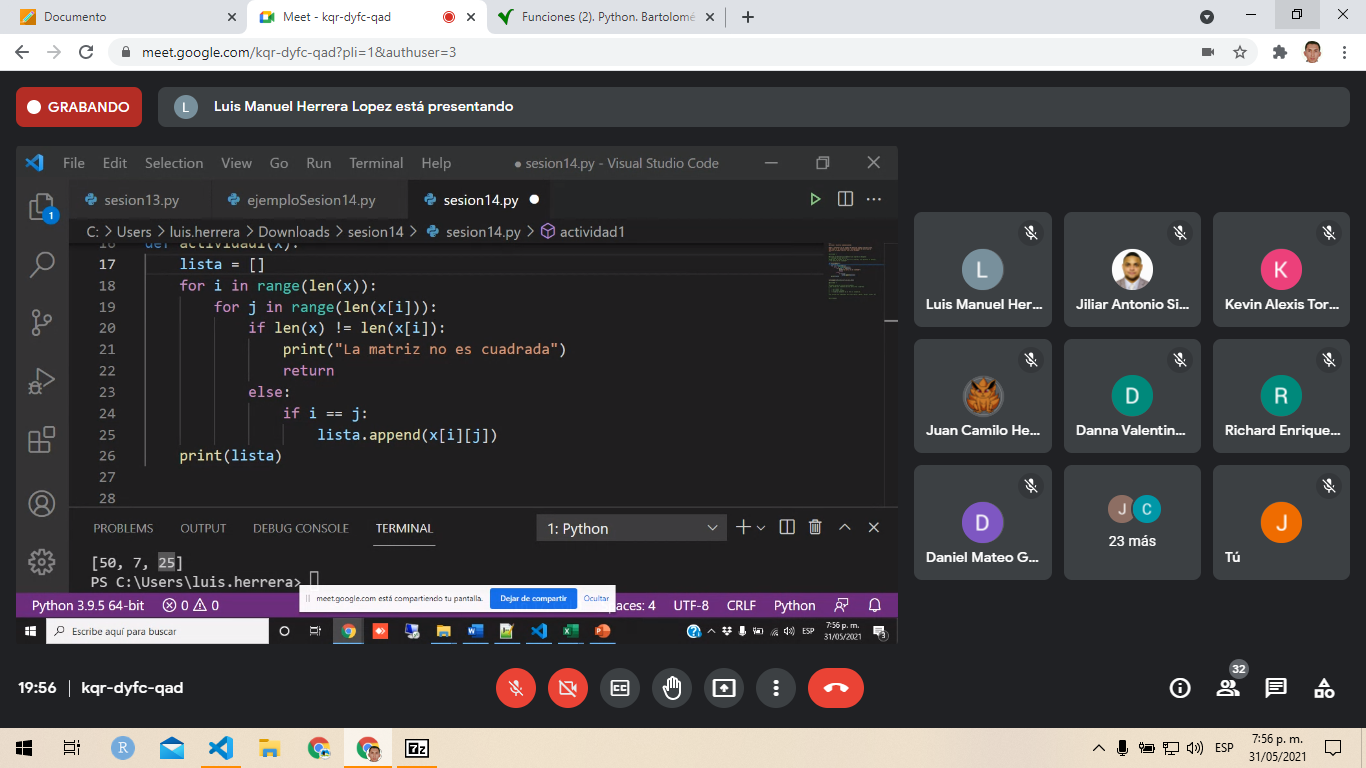 Documento
Meet - kqr-dyfc-qad
Funciones (2). Python. Bartolomé
meet.google.com/kqr-dyfc-qad?pli=1&authuser=3
GRABANDO
L
Luis Manuel Herrera Lopez está presentando
File Edit Selection View Go Run Terminal Help
● sesion14.py - Visual Studio Code
sesion13.py
ejemploSesion14.py
sesion14.py
1
C: > Users > luis.herrera > Downloads > sesion14 > sesion14.py > actividad1
16 def actividad1(x):
17 lista = []
18 for i in range(len(x)):
19 for j in range(len(x[i])):
20 if len(x) != len(x[i]):
21 print("La matriz no es cuadrada")
22 return
23 else:
24 if i == j:
25 lista.append(x[i][j])
26 print(lista)
27
28
PROBLEMS OUTPUT DEBUG CONSOLE TERMINAL
1: Python
[50, 7, 25]
PS C:\Users\luis.herrera>
meet.google.com está compartiendo tu pantalla.
Dejar de compartir
Ocultar
Python 3.9.5 64-bit
0
0
aces: 4
UTF-8
CRLF
Python
Escribe aquí para buscar
ESP
7:56 p. m.
31/05/2021
3
L
Luis Manuel Her...
Jiliar Antonio Si...
K
Kevin Alexis Tor...
Juan Camilo He...
D
Danna Valentin...
R
Richard Enrique...
D
Daniel Mateo G...
J
C
23 más
J
Tú
19:56 | kqr-dyfc-qad
CC
32
R
7z
ESP
7:56 p. m.
31/05/2021